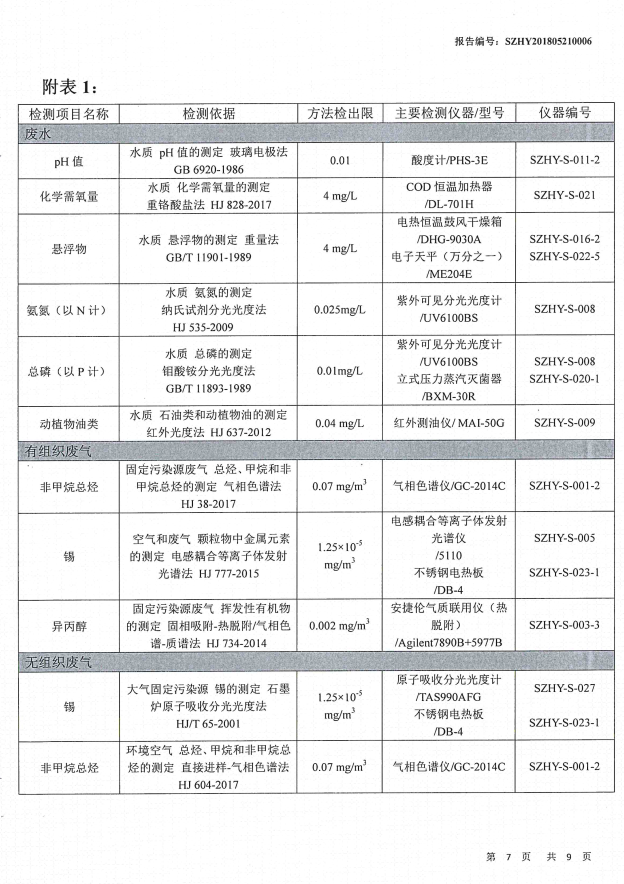 报告编号：SZHY201805210006
附表 1：
检测项目名称 检测依据 方法检出限 主要检测仪器/型号 仪器编号
废水
pH 值 水质 pH 值的测定 玻璃电极法 GB 6920-1986 0.01 酸度计/PHS-3E SZHY-S-011-2
化学需氧量 水质 化学需氧量的测定 重铬酸盐法 HJ 828-2017 4 mg/L COD 恒温加热器 /DL-701H SZHY-S-021
悬浮物 水质 悬浮物的测定 重量法 GB/T 11901-1989 4 mg/L 电热恒温鼓风干燥箱 /DHG-9030A 电子天平（万分之一） /ME204E SZHY-S-016-2 SZHY-S-022-5
氨氮（以 N 计） 水质 氨氮的测定 纳氏试剂分光光度法 HJ 535-2009 0.025mg/L 紫外可见分光光度计 /UV6100BS SZHY-S-008
总磷（以 P 计） 水质 总磷的测定 钼酸铵分光光度法 GB/T 11893-1989 0.01mg/L 紫外可见分光光度计 /UV6100BS 立式压力蒸汽灭菌器 /BXM-30R SZHY-S-008 SZHY-S-020-1
动植物油类 水质 石油类和动植物油的测定 红外光度法 HJ 637-2012 0.04 mg/L 红外测油仪/ MAI-50G SZHY-S-009
有组织废气
非甲烷总烃 固定污染源废气 总烃、甲烷和非甲烷总烃的测定 气相色谱法 HJ 38-2017 0.07 mg/m³ 气相色谱仪/GC-2014C SZHY-S-001-2
锡 空气和废气 颗粒物中金属元素的测定 电感耦合等离子体发射光谱法 HJ 777-2015 1.25×10⁻⁵ mg/m³ 电感耦合等离子体发射光谱仪 /5110 不锈钢电热板 /DB-4 SZHY-S-005 SZHY-S-023-1
异丙醇 固定污染源废气 挥发性有机物的测定 固相吸附-热脱附/气相色谱-质谱法 HJ 734-2014 0.002 mg/m³ 安捷伦气质联用仪（热脱附） /Agilent7890B+5977B SZHY-S-003-3
无组织废气
锡 大气固定污染源 锡的测定 石墨炉原子吸收分光光度法 HJ/T 65-2001 1.25×10⁻⁵ mg/m³ 原子吸收分光光度计 /TAS990AFG 不锈钢电热板 /DB-4 SZHY-S-027 SZHY-S-023-1
非甲烷总烃 环境空气 总烃、甲烷和非甲烷总烃的测定 直接进样-气相色谱法 HJ 604-2017 0.07 mg/m³ 气相色谱仪/GC-2014C SZHY-S-001-2
第 7 页 共 9 页